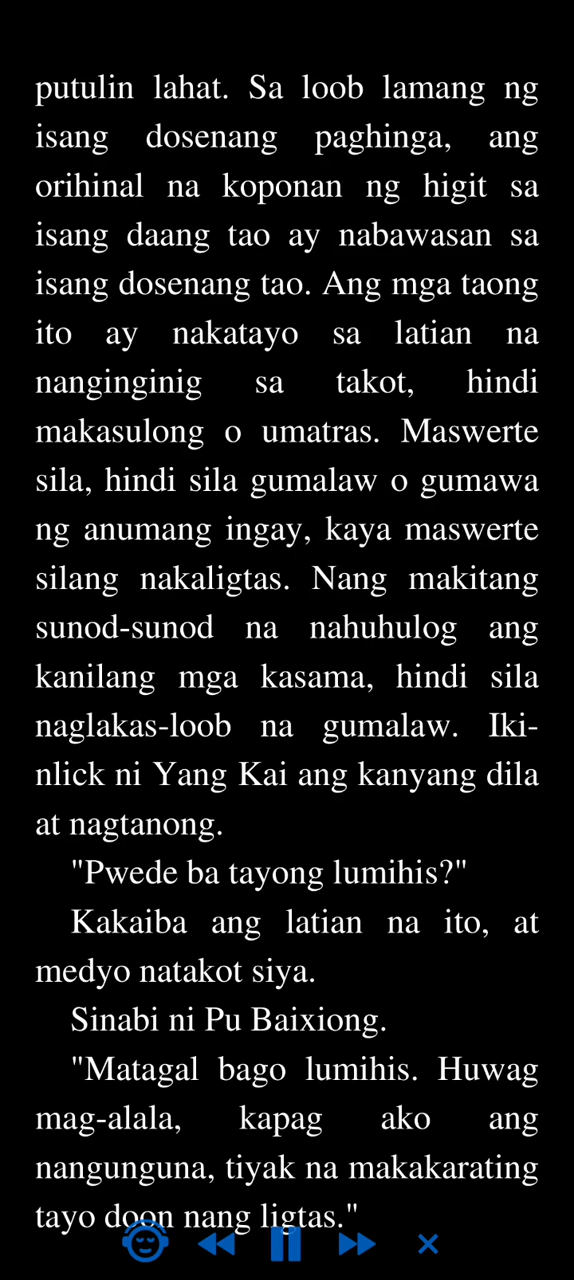 putulin lahat. Sa loob lamang ng
isang dosenang paghinga, ang
orihinal na koponan ng higit sa
isang daang tao ay nabawasan sa
isang dosenang tao. Ang mga taong
ito ay nakatayo sa latian na
nanginginig sa takot, hindi
makasulong o umatras. Maswerte
sila, hindi sila gumalaw o gumawa
ng anumang ingay, kaya maswerte
silang nakaligtas. Nang makitang
sunod-sunod na nahuhulog ang
kanilang mga kasama, hindi sila
naglakas-loob na gumalaw. Iki-
nlick ni Yang Kai ang kanyang dila
at nagtanong.
"Pwede ba tayong lumihis?"
Kakaiba ang latian na ito, at
medyo natakot siya.
Sinabi ni Pu Baixiong.
"Matagal bago lumihis. Huwag
mag-alala, kapag ako ang
nangunguna, tiyak na makakarating
tayo doon nang ligtas."